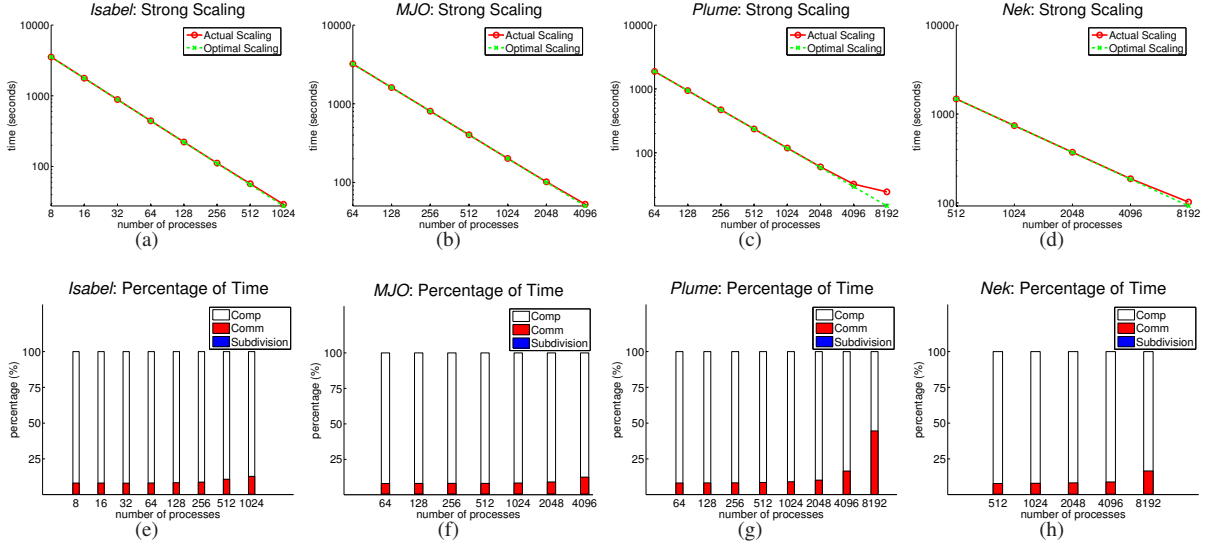 Isabel: Strong Scaling
10000
1000
100
time (seconds)
Actual Scaling
Optimal Scaling
8 16 32 64 128 256 512 1024
number of processes
(a)
MJO: Strong Scaling
10000
1000
100
time (seconds)
Actual Scaling
Optimal Scaling
64 128 256 512 1024 2048 4096
number of processes
(b)
Plume: Strong Scaling
10000
1000
100
time (seconds)
Actual Scaling
Optimal Scaling
64 128 256 512 1024 2048 4096 8192
number of processes
(c)
Nek: Strong Scaling
10000
1000
100
time (seconds)
Actual Scaling
Optimal Scaling
512 1024 2048 4096 8192
number of processes
(d)
Isabel: Percentage of Time
Comp
Comm
Subdivision
100
75
50
25
percentage (%)
8 16 32 64 128 256 512 1024
number of processes
(e)
MJO: Percentage of Time
Comp
Comm
Subdivision
100
75
50
25
percentage (%)
64 128 256 512 1024 2048 4096
number of processes
(f)
Plume: Percentage of Time
Comp
Comm
Subdivision
100
75
50
25
percentage (%)
64 128 256 512 1024 2048 4096 8192
number of processes
(g)
Nek: Percentage of Time
Comp
Comm
Subdivision
100
75
50
25
percentage (%)
512 1024 2048 4096 8192
number of processes
(h)